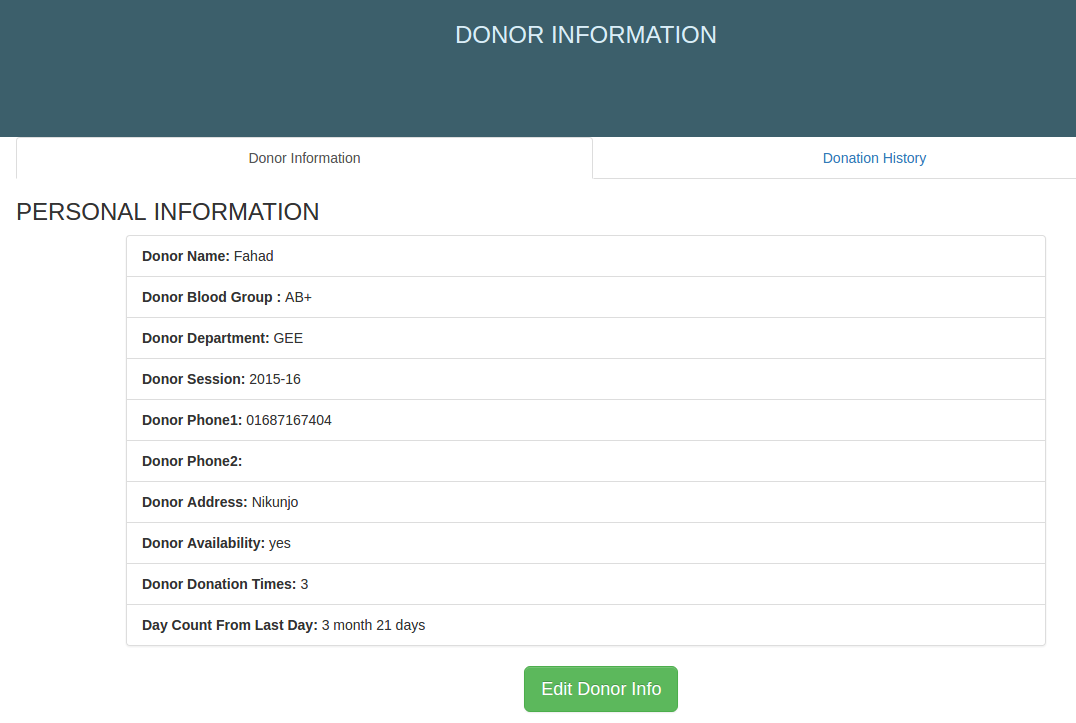 DONOR INFORMATION
Donor Information
Donation History
PERSONAL INFORMATION
Donor Name: Fahad
Donor Blood Group : AB+
Donor Department: GEE
Donor Session: 2015-16
Donor Phone1: 01687167404
Donor Phone2:
Donor Address: Nikunjo
Donor Availability: yes
Donor Donation Times: 3
Day Count From Last Day: 3 month 21 days
Edit Donor Info